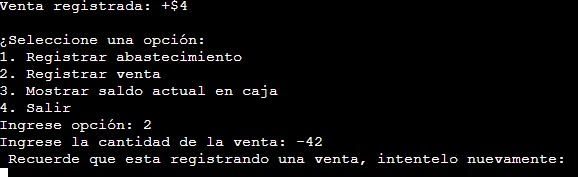 Venta registrada: +$4
¿Seleccione una opción:
1. Registrar abastecimiento
2. Registrar venta
3. Mostrar saldo actual en caja
4. Salir
Ingrese opción: 2
Ingrese la cantidad de la venta: -42
Recuerde que esta registrando una venta, intentelo nuevamente: